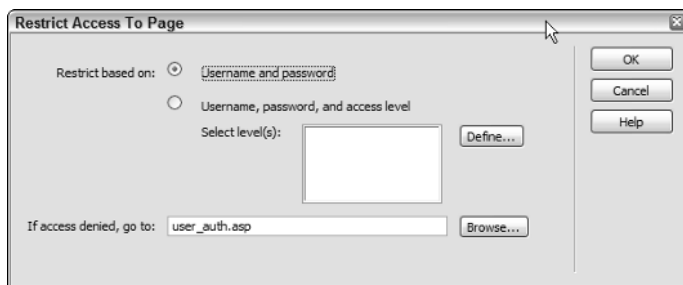 Restrict Access To Page
Restrict based on: Username and password
Username, password, and access level
Select level(s): Define...
If access denied, go to: user_auth.asp Browse...
OK
Cancel
Help